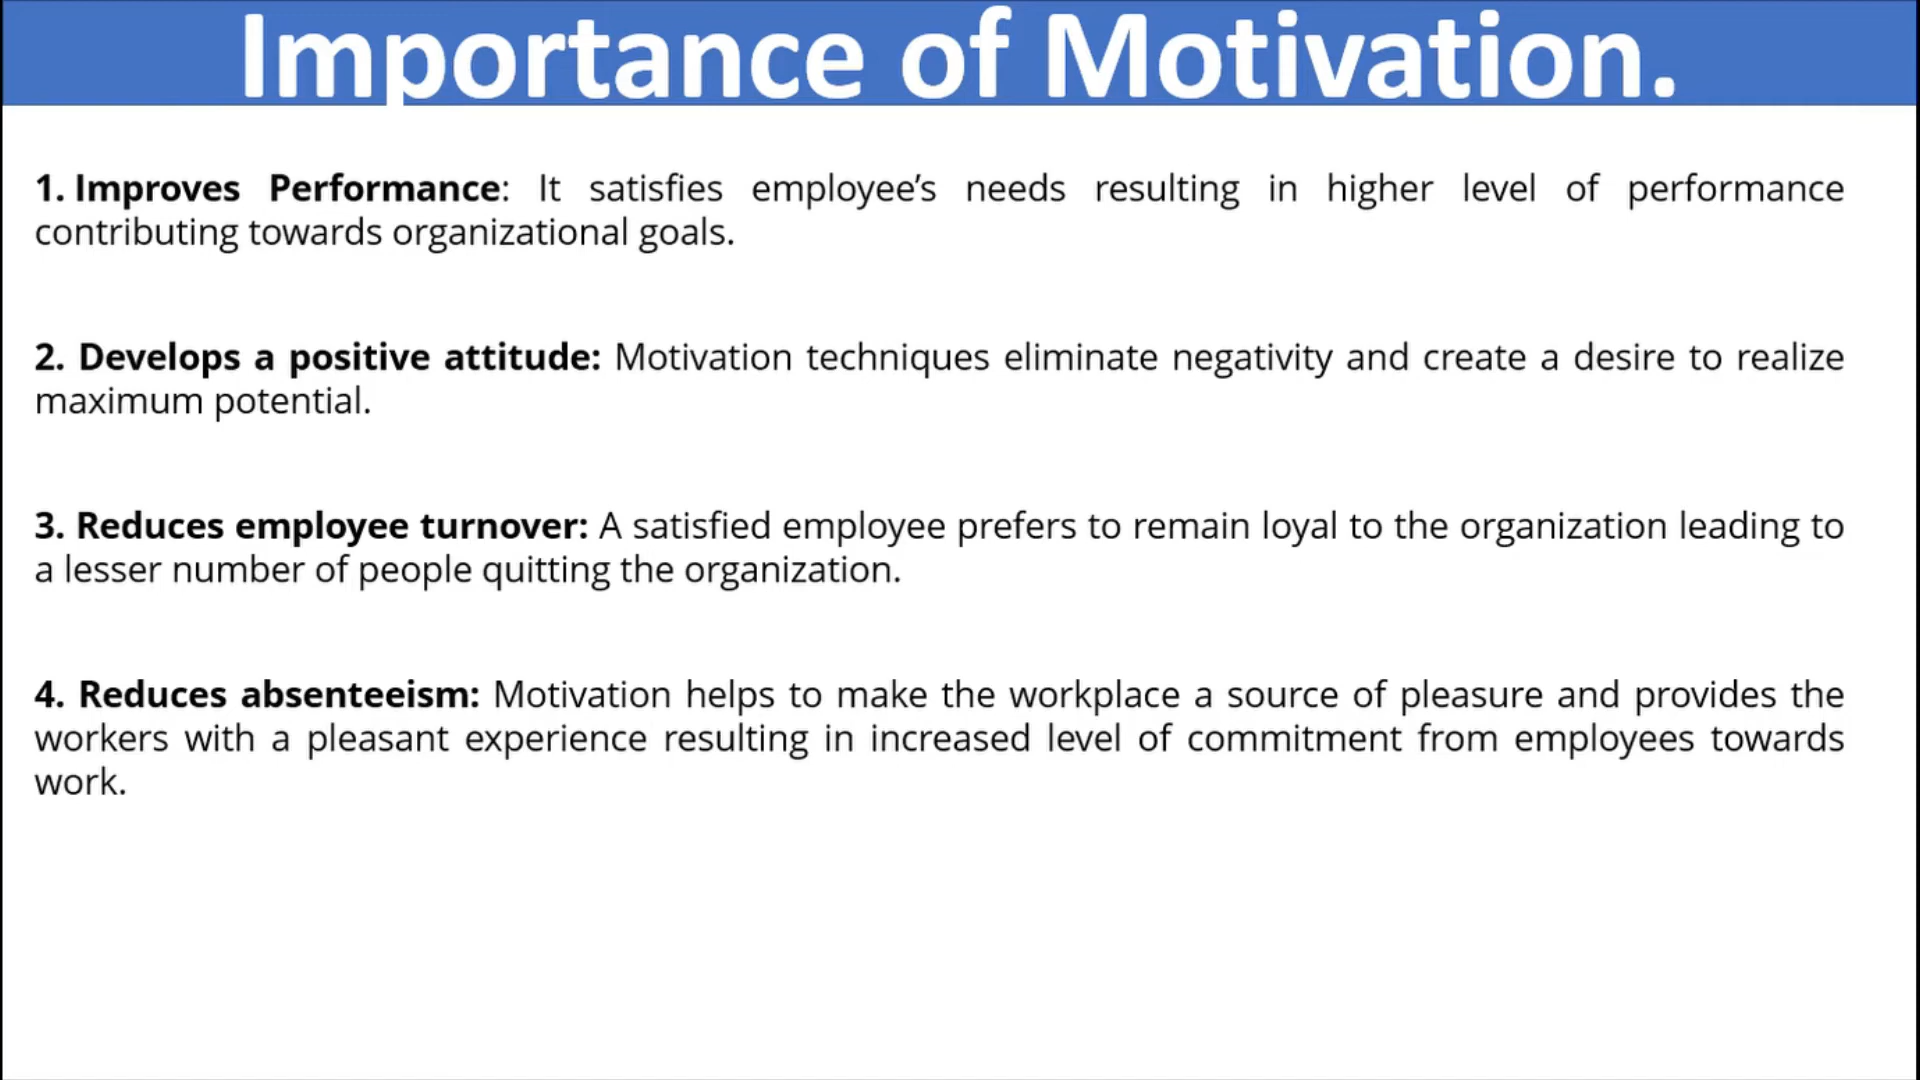 Importance of Motivation.
1. Improves Performance: It satisfies employee’s needs resulting in higher level of performance
contributing towards organizational goals.
2. Develops a positive attitude: Motivation techniques eliminate negativity and create a desire to realize
maximum potential.
3. Reduces employee turnover: A satisfied employee prefers to remain loyal to the organization leading to
a lesser number of people quitting the organization.
4. Reduces absenteeism: Motivation helps to make the workplace a source of pleasure and provides the
workers with a pleasant experience resulting in increased level of commitment from employees towards
work.